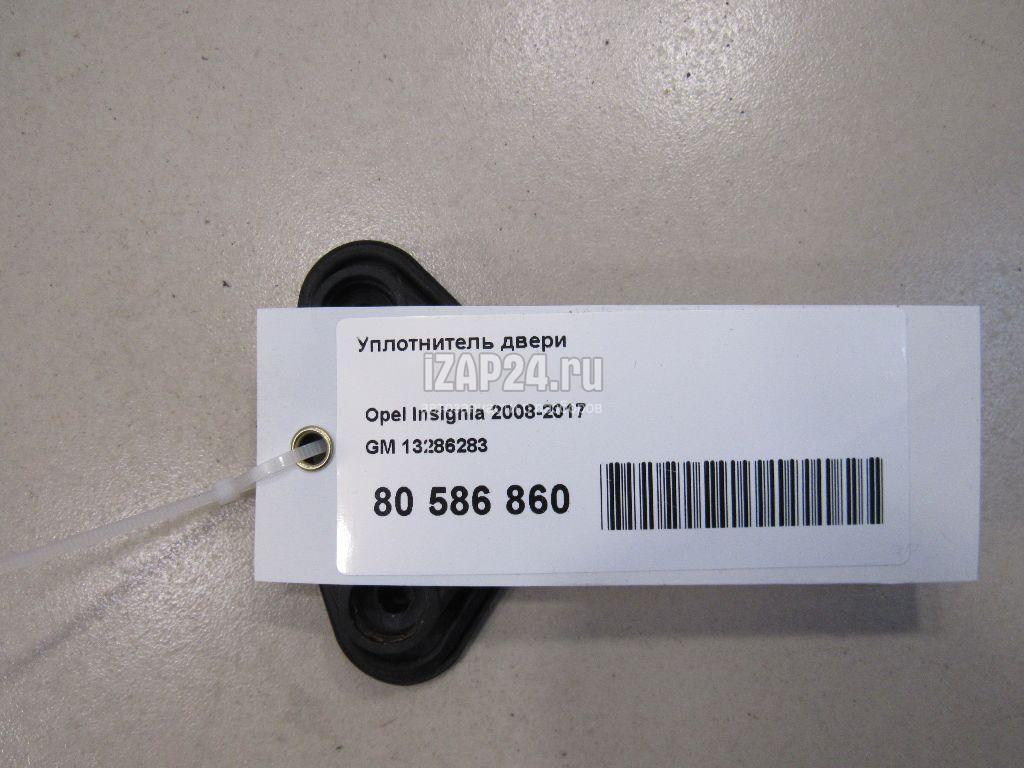 Уплотнитель двери
iZAP24.ru
Opel Insignia 2008-2017
GM 13286283
80 586 860